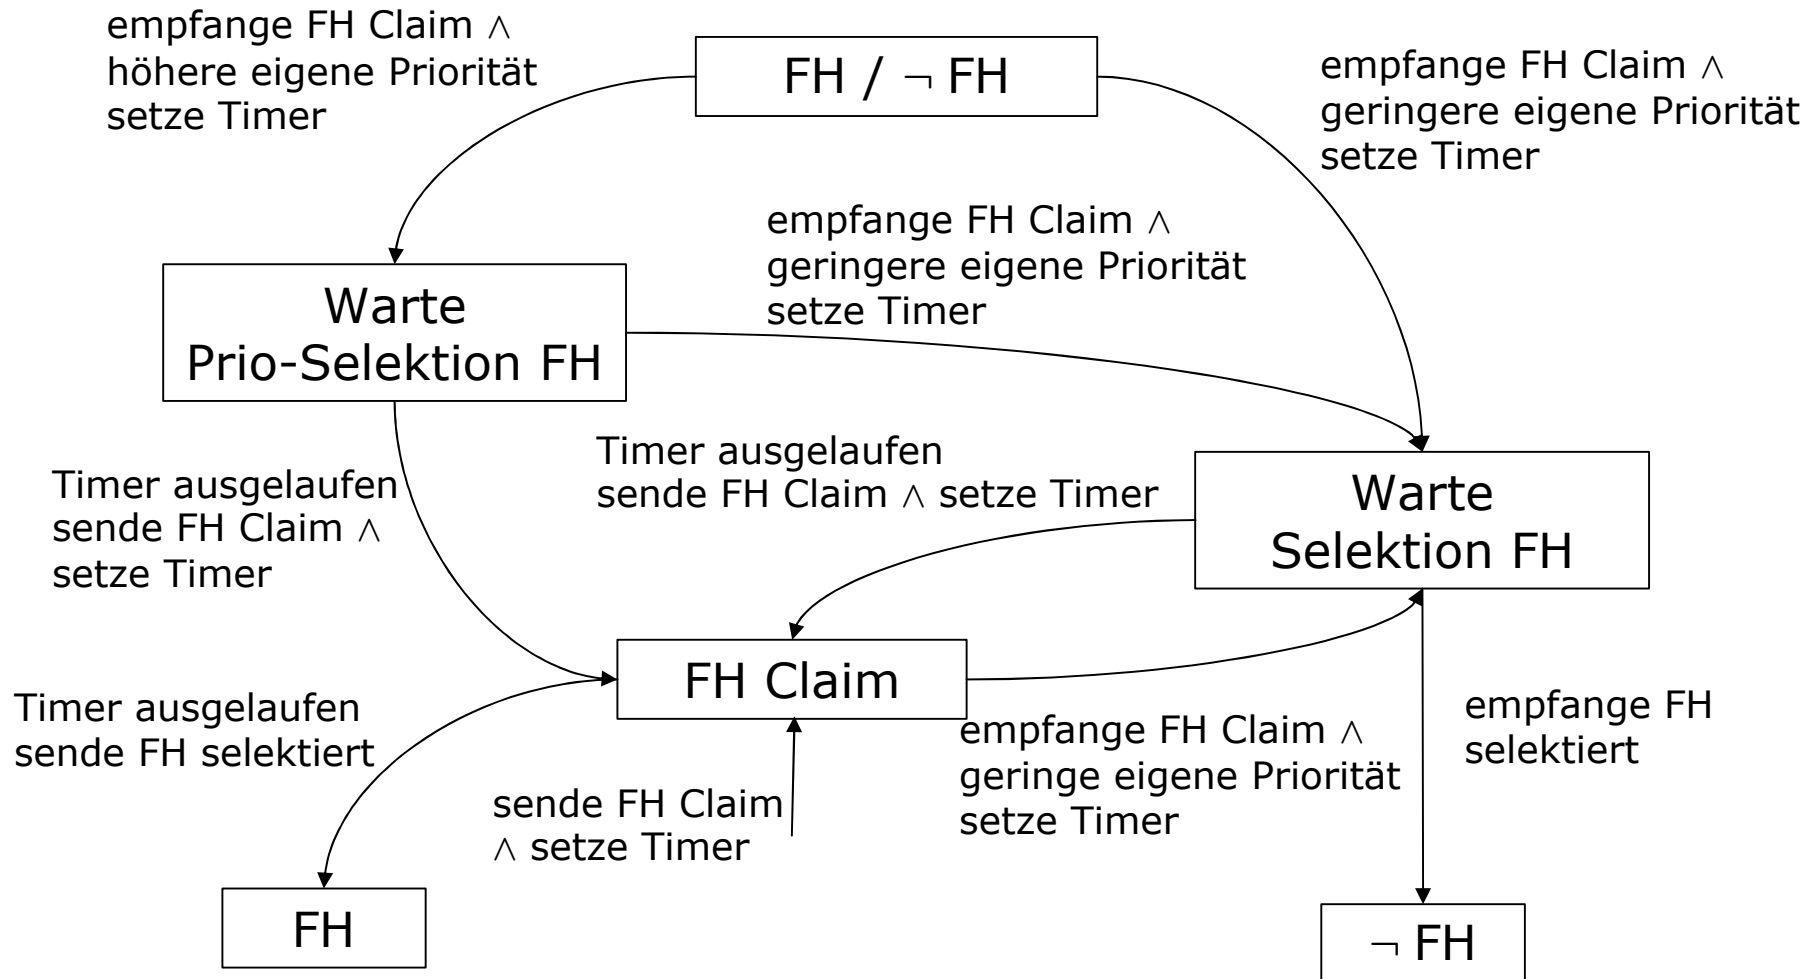 empfange FH Claim ∧
höhere eigene Priorität
setze Timer
FH / ¬ FH
empfange FH Claim ∧
geringere eigene Priorität
setze Timer
empfange FH Claim ∧
geringere eigene Priorität
setze Timer
Warte
Prio-Selektion FH
Timer ausgelaufen
sende FH Claim ∧ setze Timer
Warte
Selektion FH
Timer ausgelaufen
sende FH Claim ∧
setze Timer
FH Claim
Timer ausgelaufen
sende FH selektiert
sende FH Claim
∧ setze Timer
empfange FH Claim ∧
geringe eigene Priorität
setze Timer
empfange FH
selektiert
FH
¬ FH